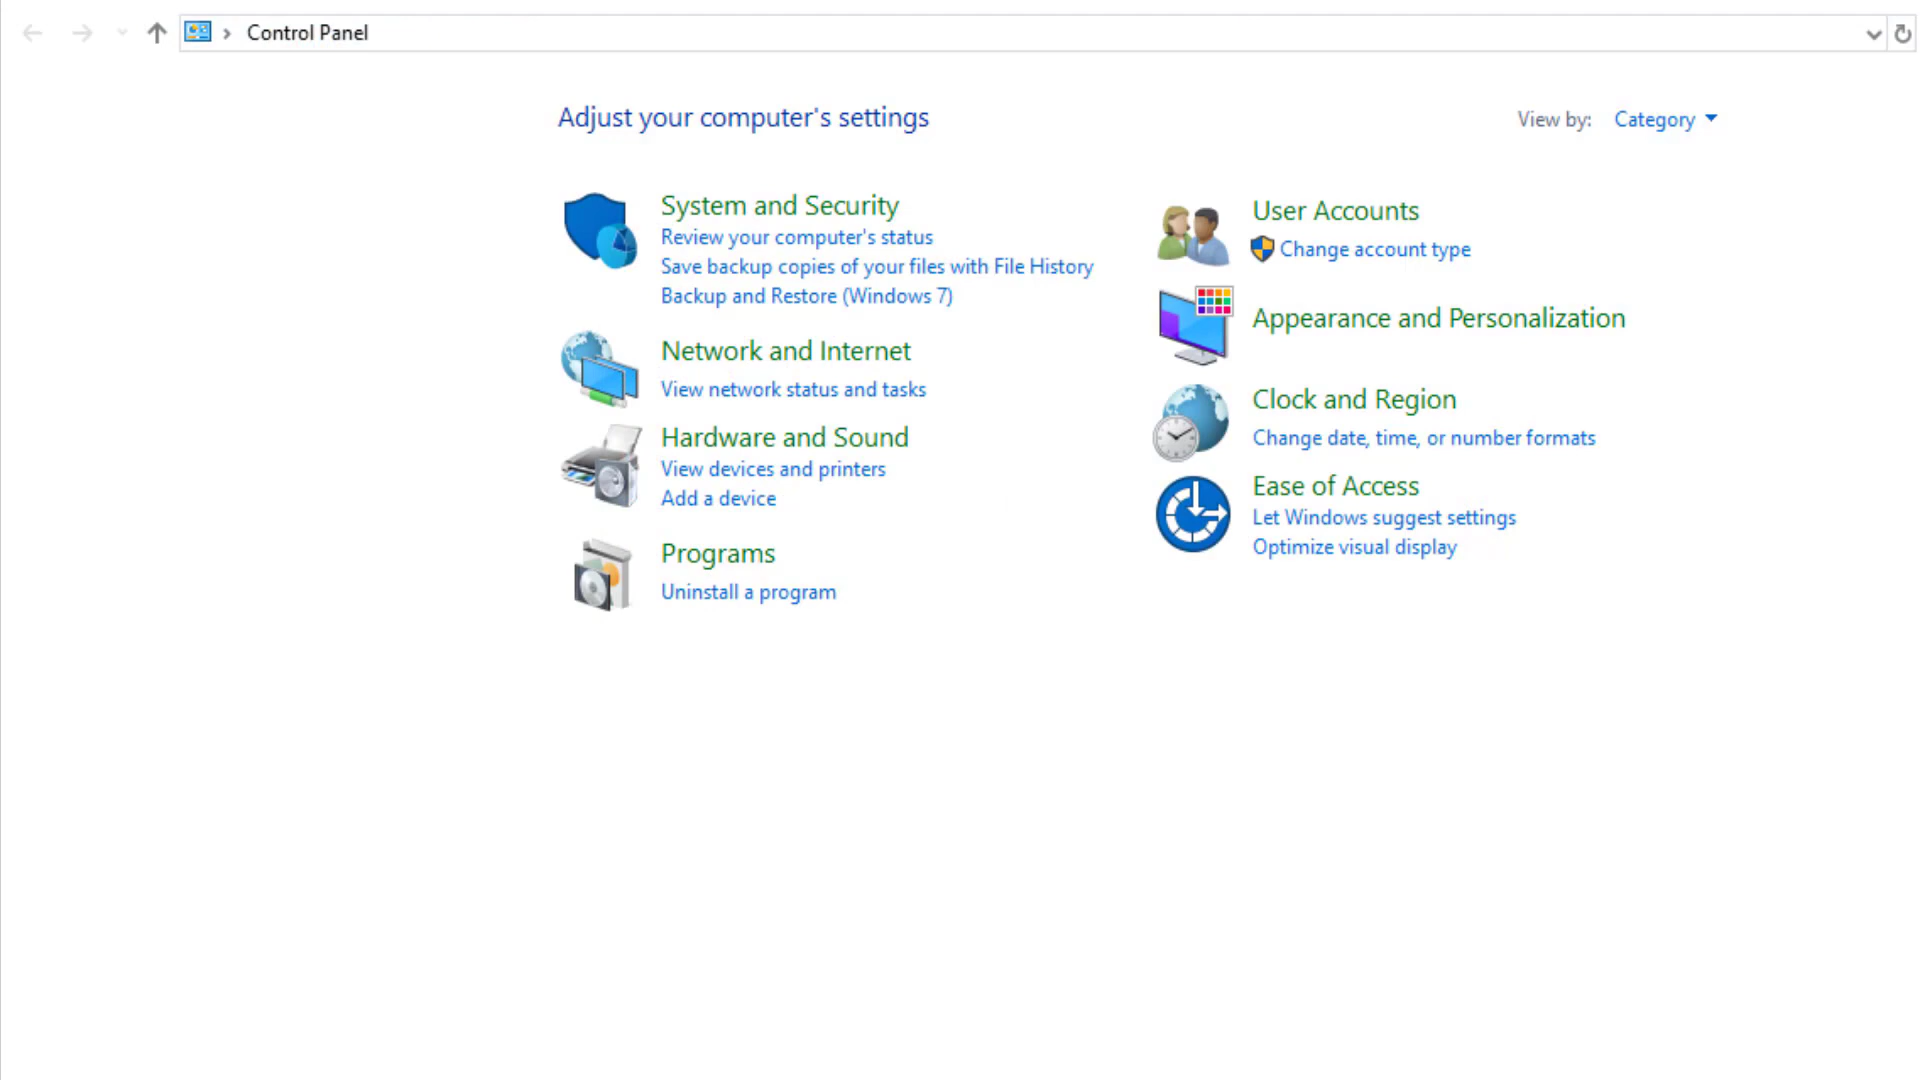 Control Panel
Adjust your computer's settings
View by: Category
System and Security
Review your computer's status
Save backup copies of your files with File History
Backup and Restore (Windows 7)
Network and Internet
View network status and tasks
Hardware and Sound
View devices and printers
Add a device
Programs
Uninstall a program
User Accounts
Change account type
Appearance and Personalization
Clock and Region
Change date, time, or number formats
Ease of Access
Let Windows suggest settings
Optimize visual display